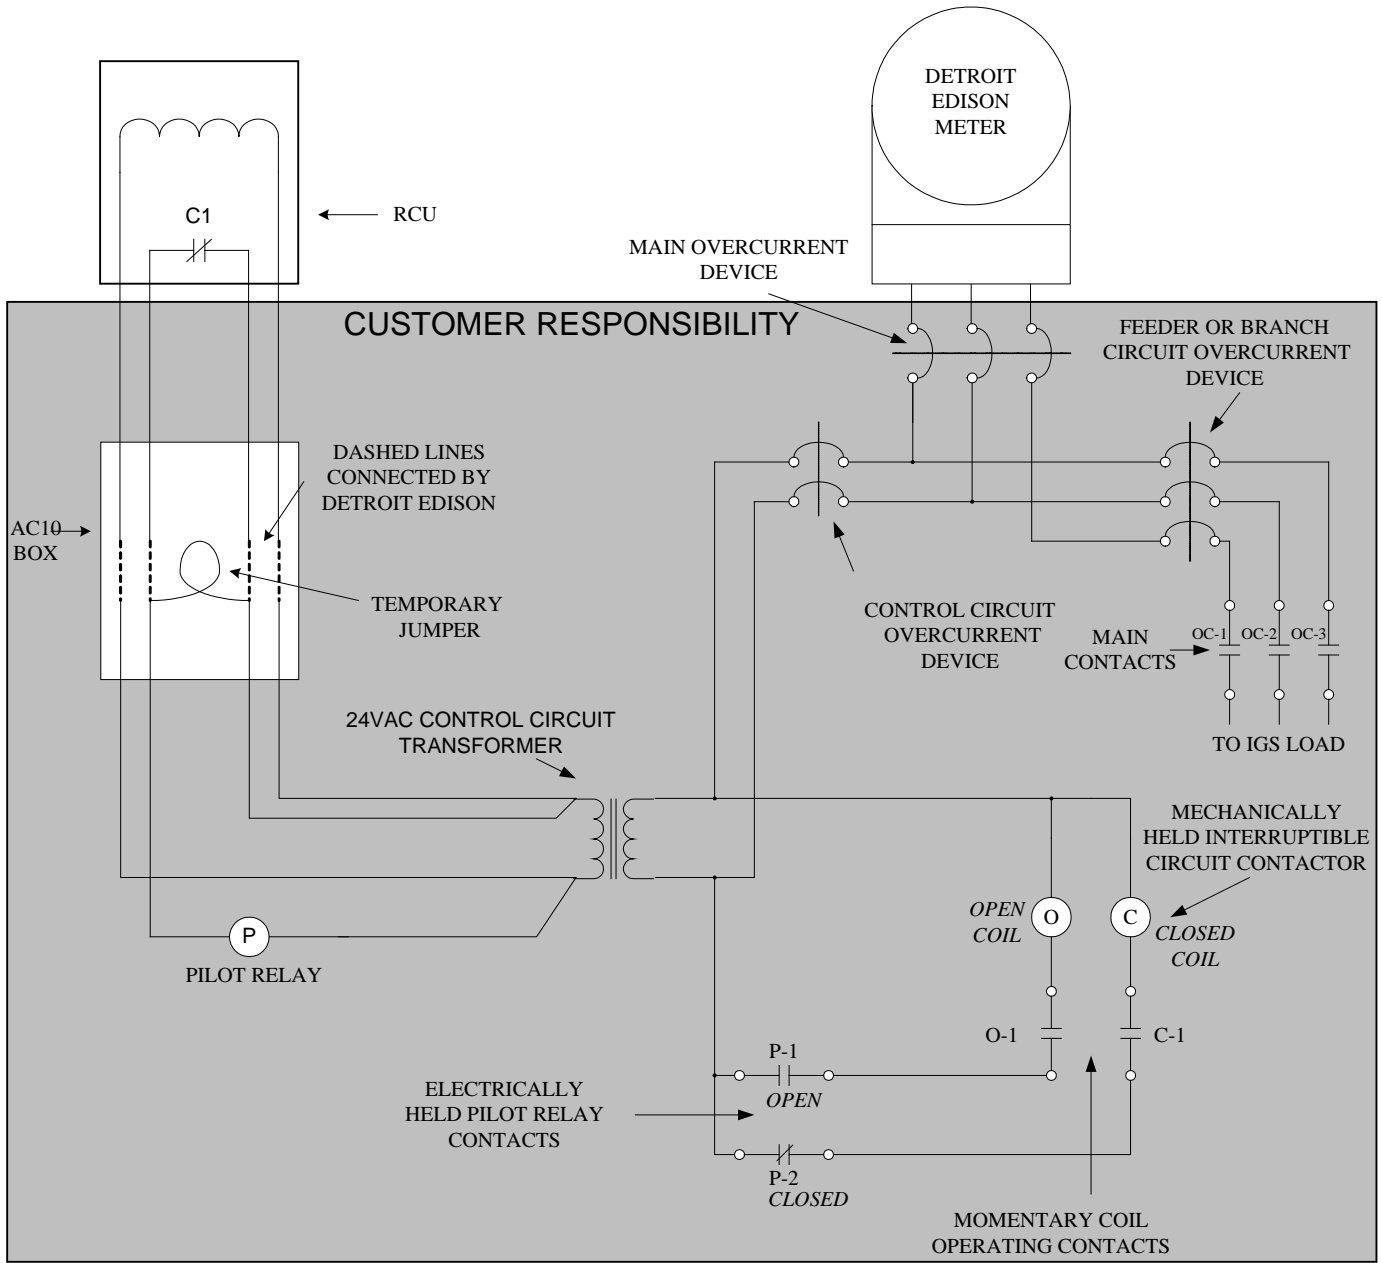 DETROIT
EDISON
METER
C1
RCU
MAIN OVERCURRENT
DEVICE
CUSTOMER RESPONSIBILITY
FEEDER OR BRANCH
CIRCUIT OVERCURRENT
DEVICE
DASHED LINES
CONNECTED BY
DETROIT EDISON
AC10
BOX
TEMPORARY
JUMPER
CONTROL CIRCUIT
OVERCURRENT
DEVICE
MAIN
CONTACTS
OC-1
OC-2
OC-3
TO IGS LOAD
24VAC CONTROL CIRCUIT
TRANSFORMER
MECHANICALLY
HELD INTERRUPTIBLE
CIRCUIT CONTACTOR
OPEN
COIL
O
C
CLOSED
COIL
P
PILOT RELAY
O-1
C-1
P-1
OPEN
ELECTRICALLY
HELD PILOT RELAY
CONTACTS
P-2
CLOSED
MOMENTARY COIL
OPERATING CONTACTS